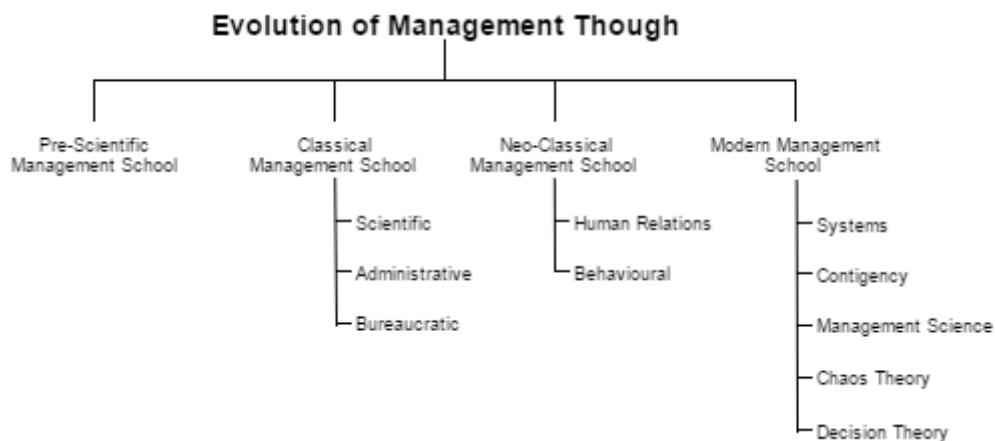 Evolution of Management Though
Pre-Scientific
Management School
Classical
Management School
Scientific
Administrative
Bureaucratic
Neo-Classical
Management School
Human Relations
Behavioural
Modern Management
School
Systems
Contigency
Management Science
Chaos Theory
Decision Theory